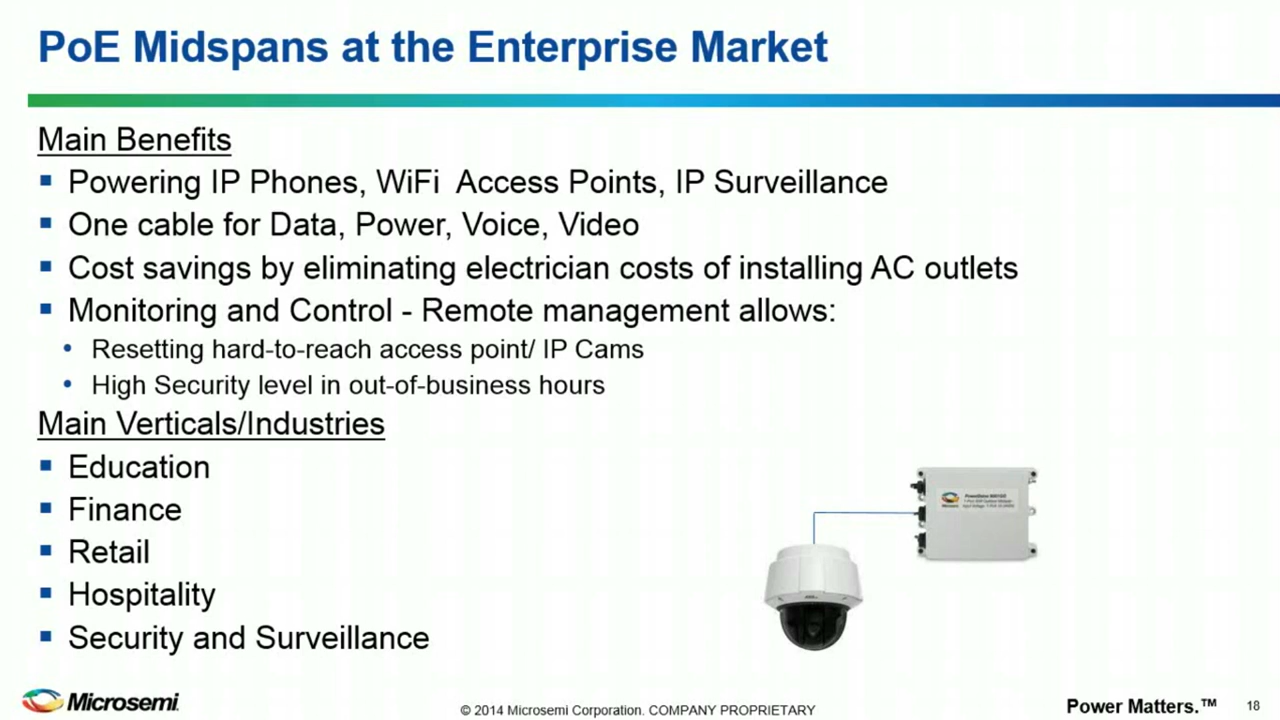 PoE Midspans at the Enterprise Market
Main Benefits
Powering IP Phones, WiFi Access Points, IP Surveillance
One cable for Data, Power, Voice, Video
Cost savings by eliminating electrician costs of installing AC outlets
Monitoring and Control - Remote management allows:
Resetting hard-to-reach access point/ IP Cams
High Security level in out-of-business hours
Main Verticals/Industries
Education
Finance
Retail
Hospitality
Security and Surveillance
Microsemi
Microsemi.
© 2014 Microsemi Corporation. COMPANY PROPRIETARY
Power Matters.™
18